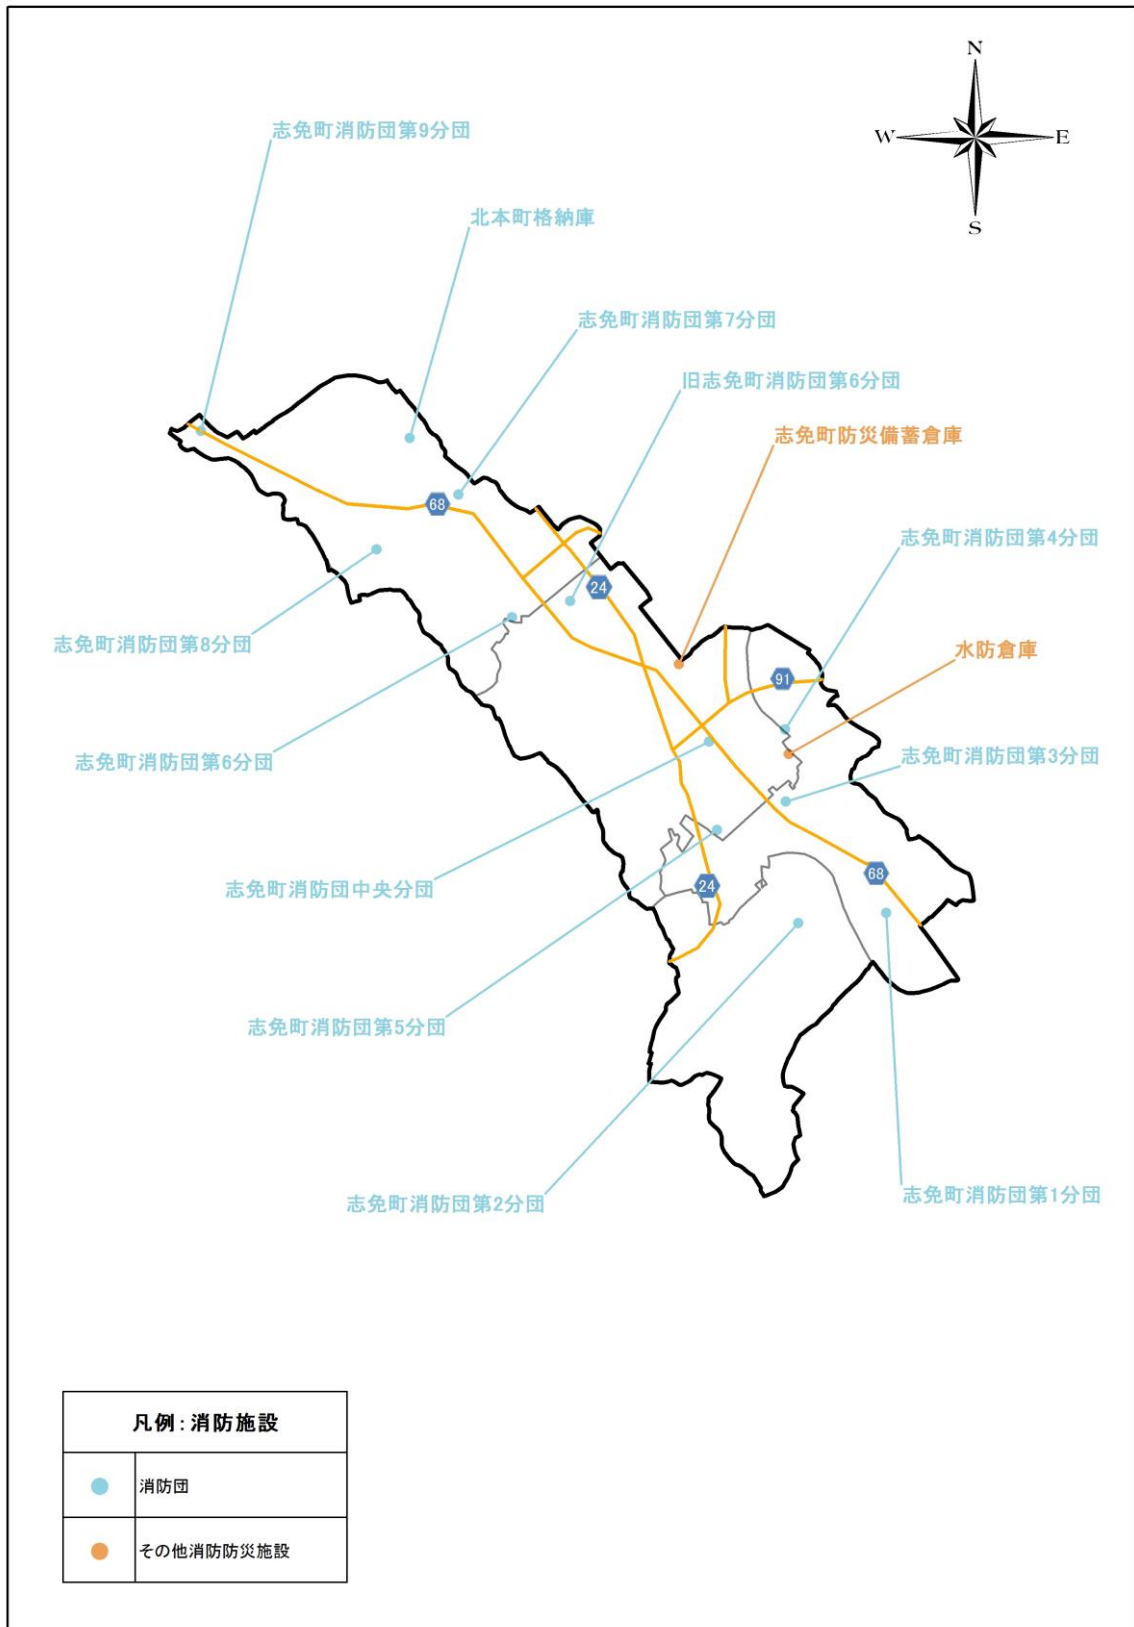 N
W
E
S
志免町消防団第9分団
北本町格納庫
志免町消防団第7分団
旧志免町消防団第6分団
志免町防災備蓄倉庫
68
志免町消防団第4分団
24
志免町消防団第8分団
水防倉庫
91
志免町消防団第6分団
志免町消防団第3分団
68
志免町消防団中央分団
24
志免町消防団第5分団
志免町消防団第2分団
志免町消防団第1分団
凡例:消防施設
消防団
その他消防防災施設